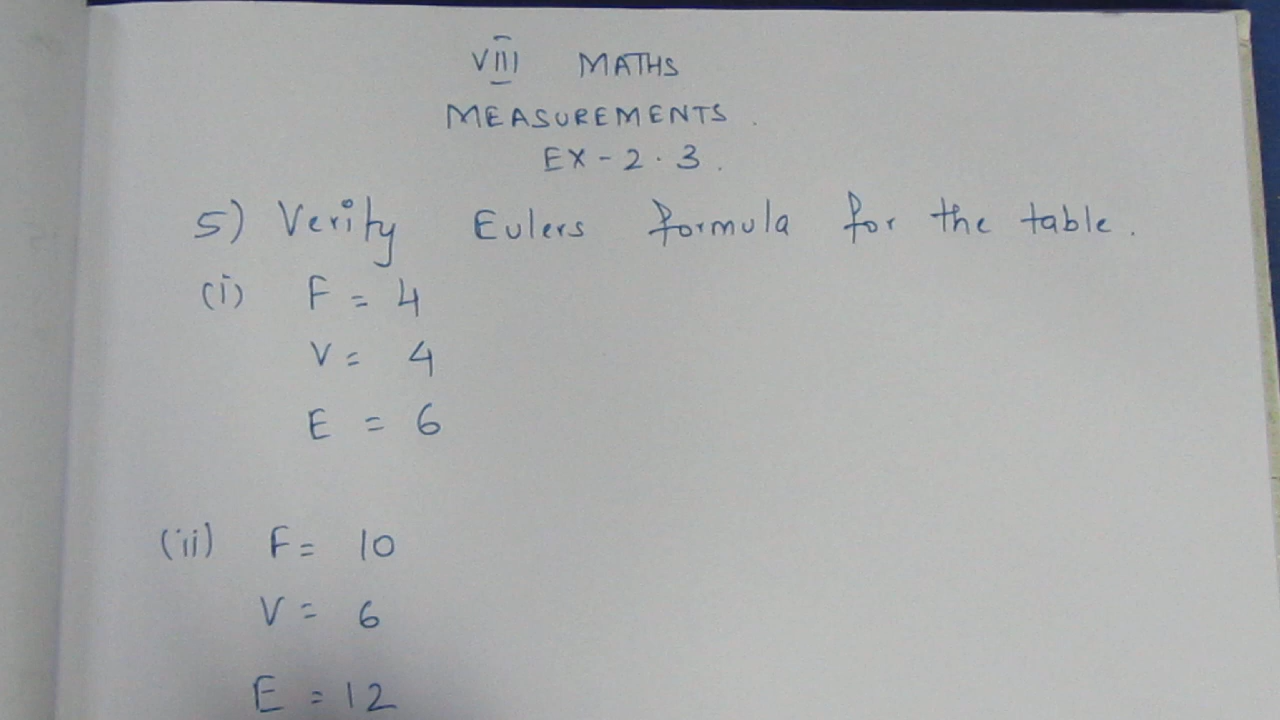 VIII MATHS
MEASUREMENTS.
EX-2.3.
5) Verify Eulers formula for the table.
(i) F = 4
V = 4
E = 6
(ii) F = 10
V = 6
E = 12